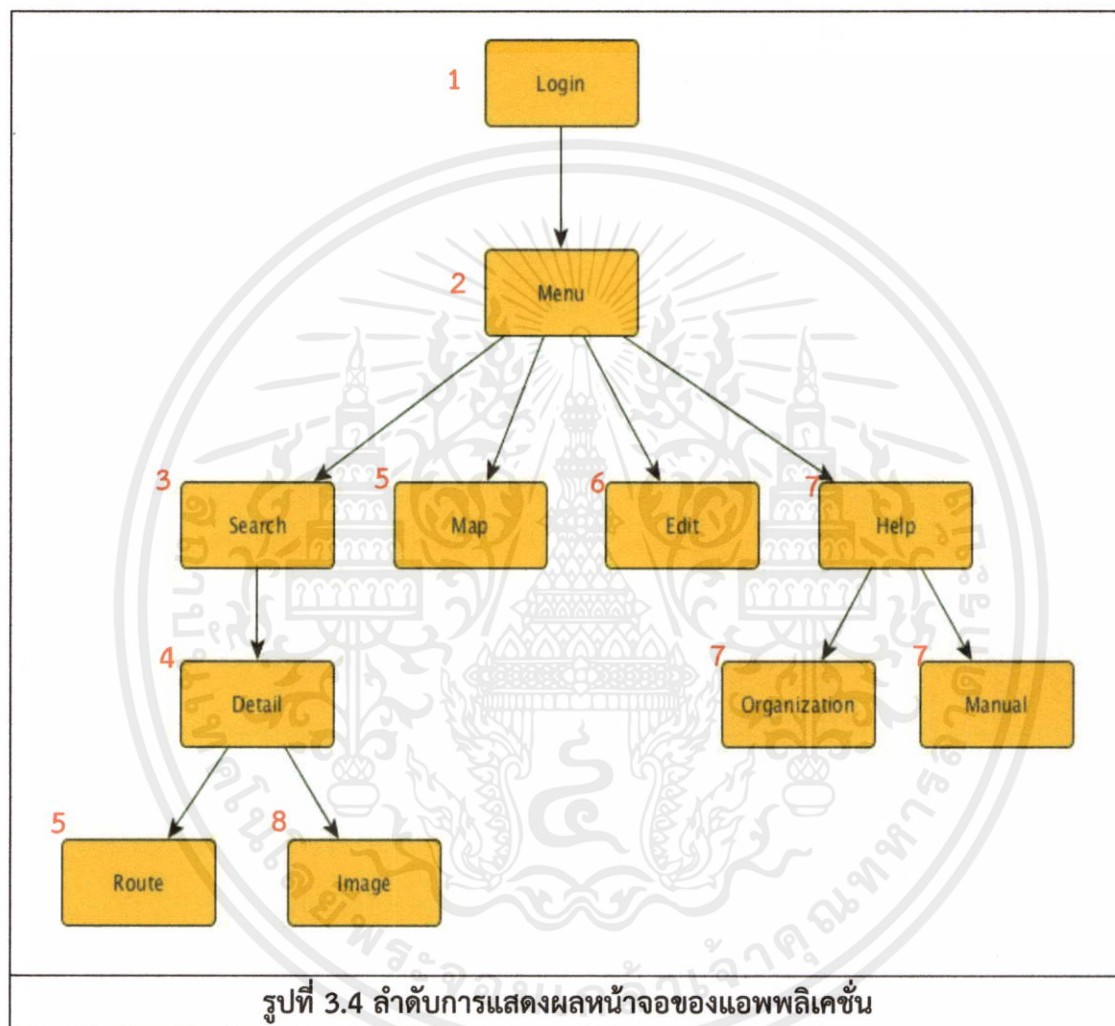 1 Login
2 Menu
3 Search 5 Map 6 Edit 7 Help
4 Detail 7 Organization 7 Manual
5 Route 8 Image
รูปที่ 3.4 ลำดับการแสดงผลหน้าจอของแอพพลิเคชั่น